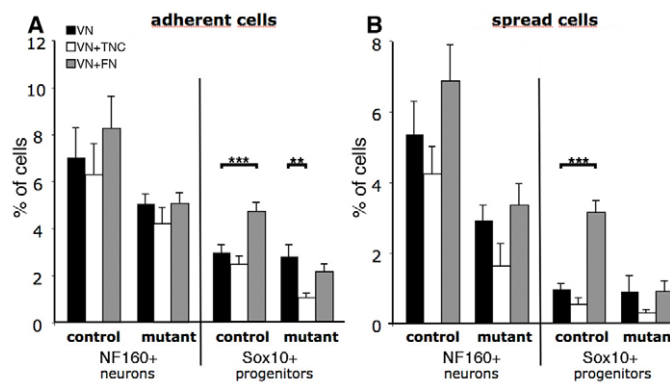 A adherent cells
VN
VN+TNC
VN+FN
% of cells
12
10
8
6
4
2
0
*** **
control mutant control mutant
NF160+ neurons
Sox10+ progenitors
B spread cells
% of cells
8
6
4
2
0
***
control mutant control mutant
NF160+ neurons
Sox10+ progenitors